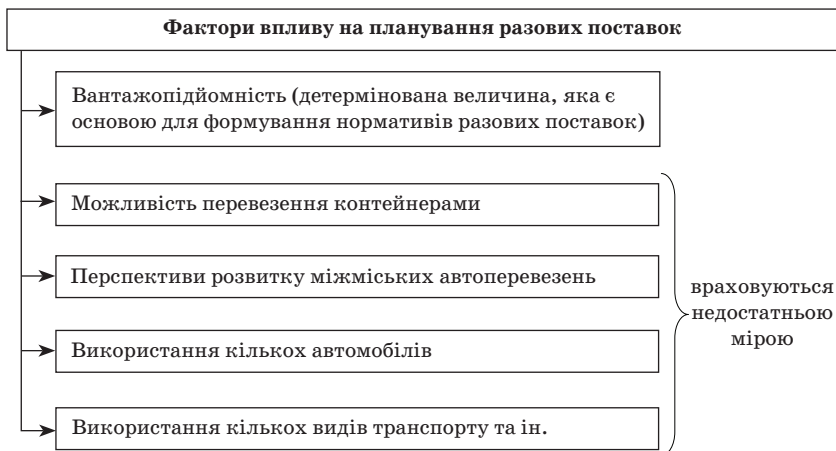 Фактори впливу на планування разових поставок
Вантажопідйомність (детермінована величина, яка є
основою для формування нормативів разових поставок)
Можливість перевезення контейнерами
Перспективи розвитку міжміських автоперевезень
Використання кількох автомобілів
Використання кількох видів транспорту та ін.
враховуються
недостатньою
мірою